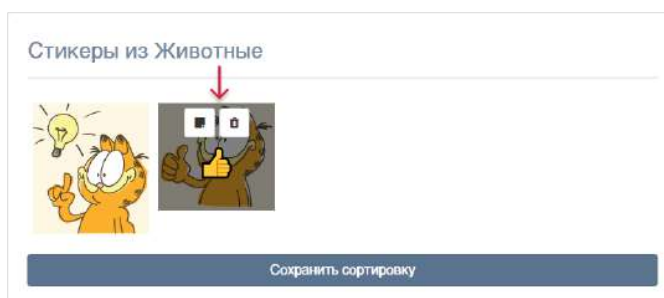 Стикеры из Животные
Сохранить сортировку